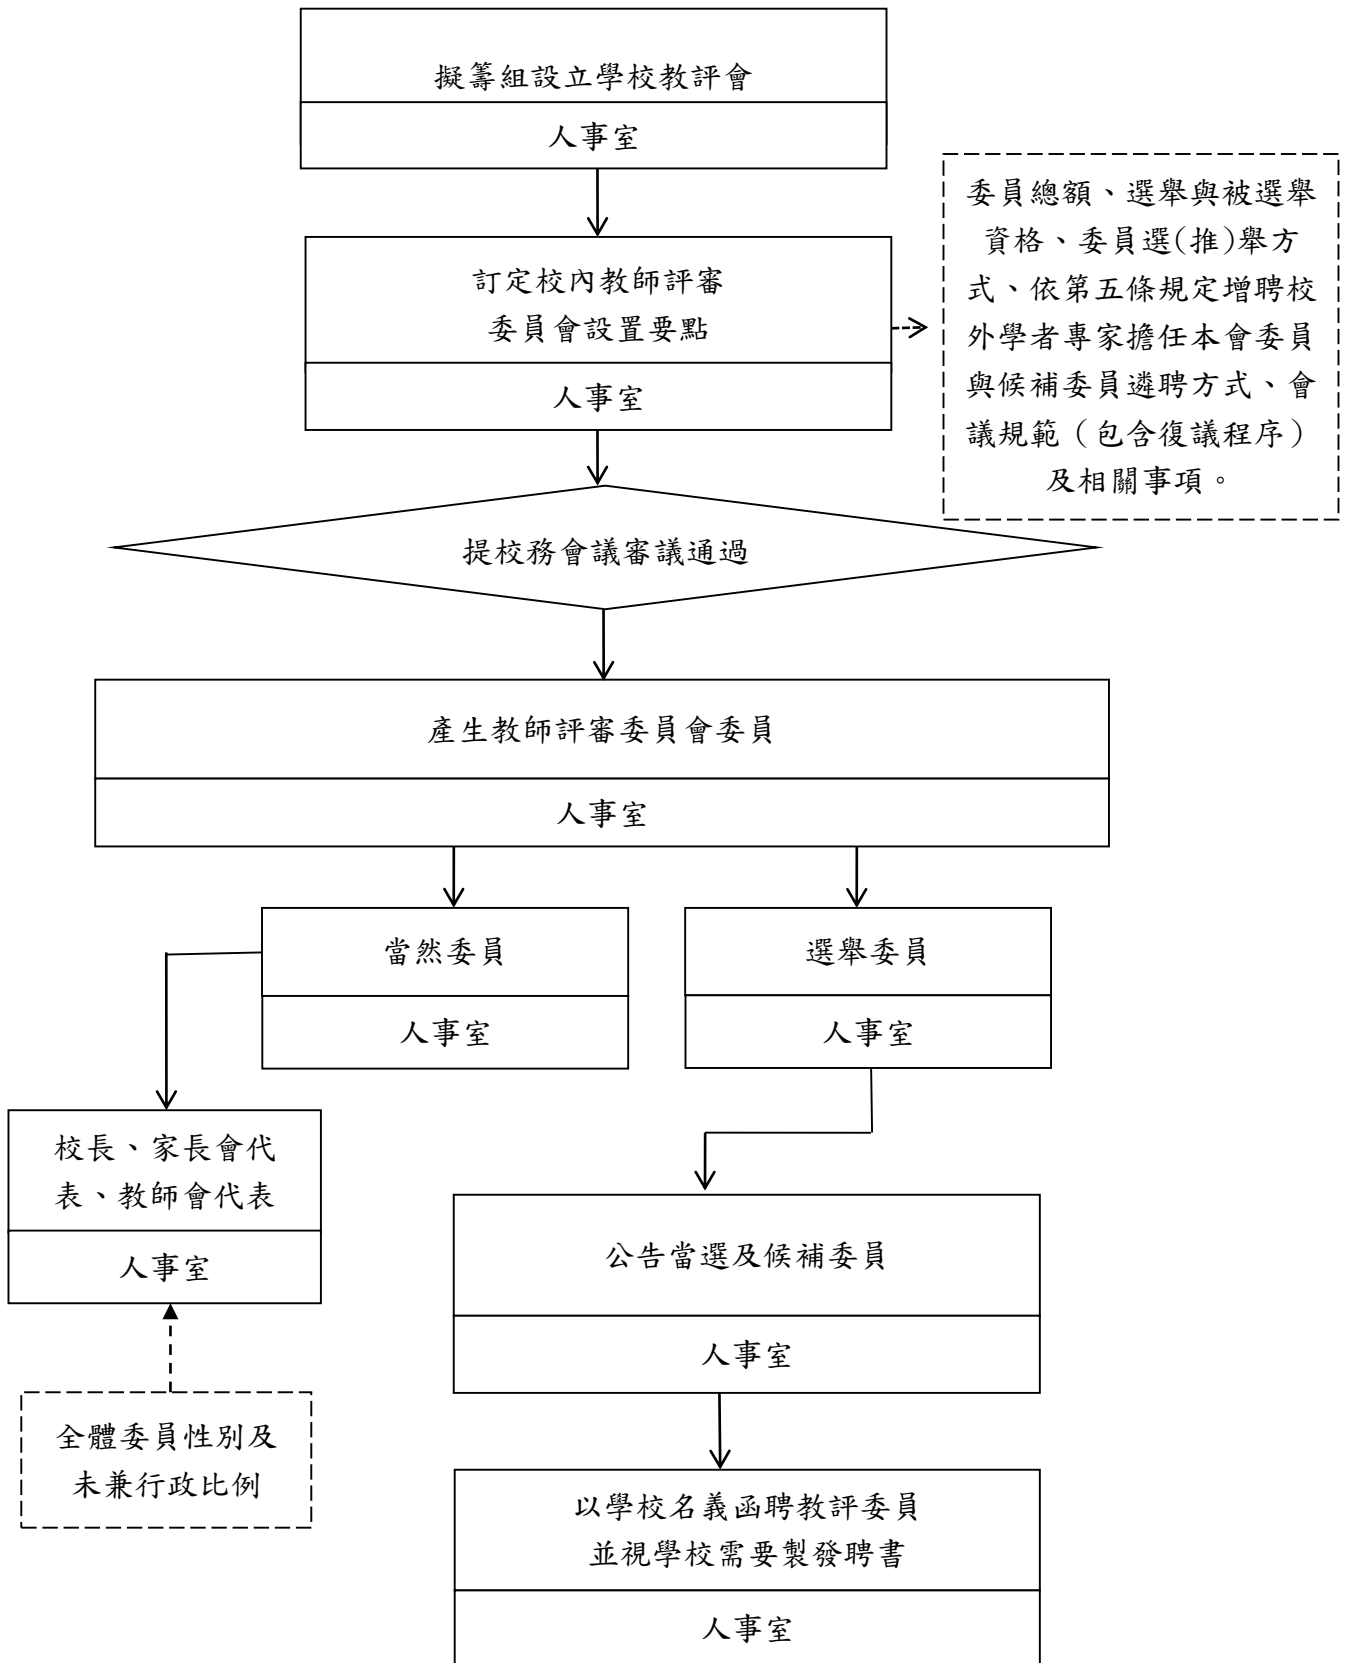 擬籌組設立學校教評會
人事室
訂定校內教師評審
委員會設置要點
人事室
委員總額、選舉與被選舉
資格、委員選(推)舉方
式、依第五條規定增聘校
外學者專家擔任本會委員
與候補委員遴聘方式、會
議規範（包含復議程序）
及相關事項。
提校務會議審議通過
產生教師評審委員會委員
人事室
當然委員
人事室
選舉委員
人事室
校長、家長會代
表、教師會代表
人事室
全體委員性別及
未兼行政比例
公告當選及候補委員
人事室
以學校名義函聘教評委員
並視學校需要製發聘書
人事室